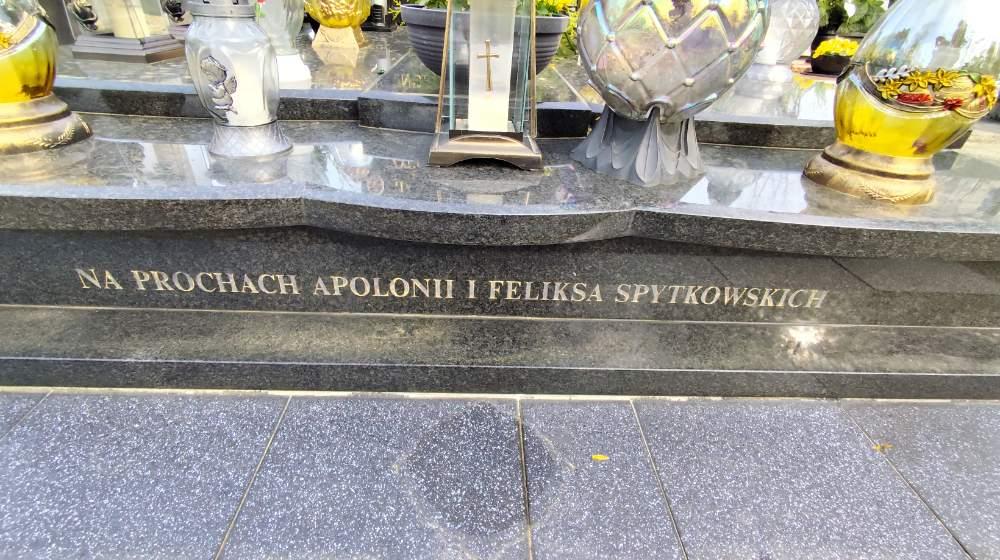 NA PROCHACH APOLONII I FELIKSA SPYTKOWSKICH